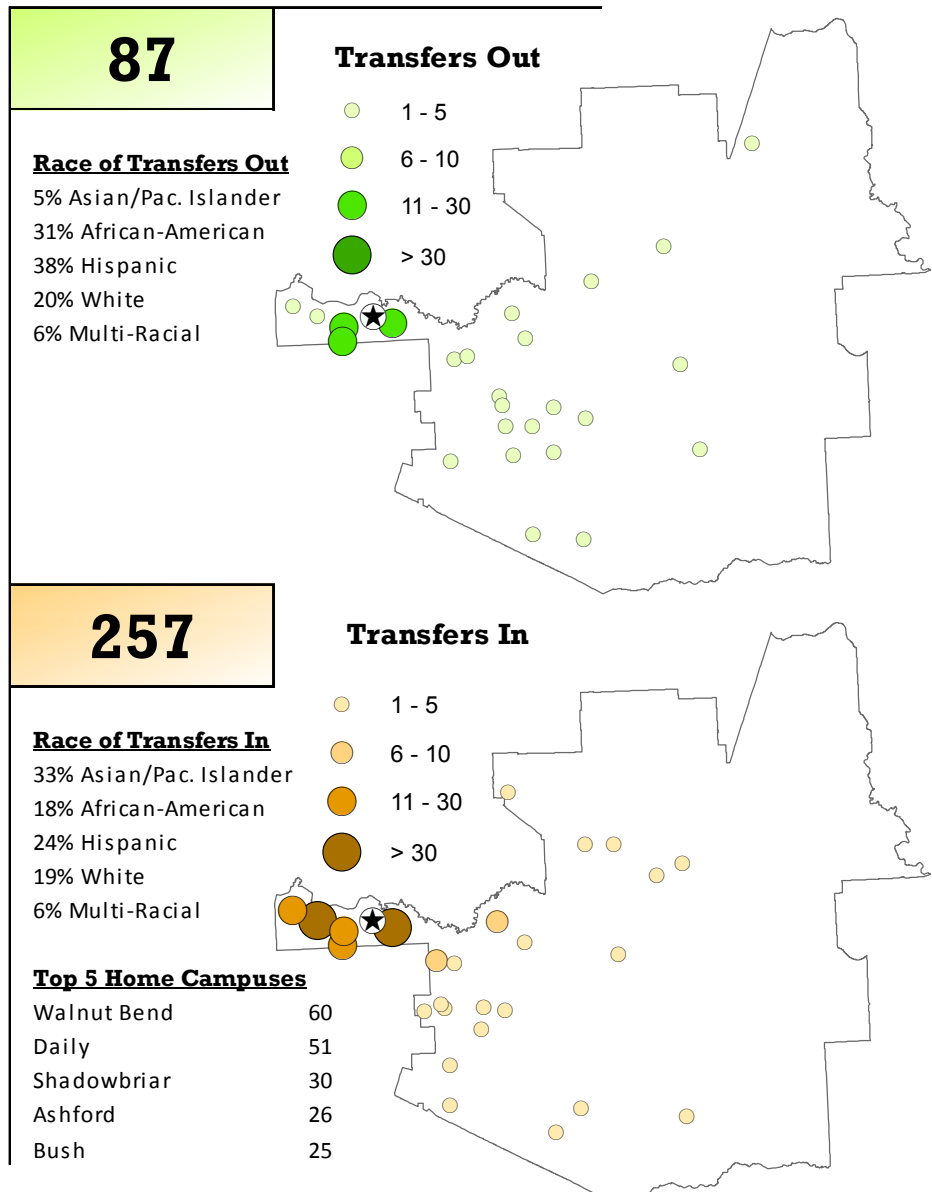 87
Transfers Out
1 - 5
6 - 10
11 - 30
> 30
Race of Transfers Out
5% Asian/Pac. Islander
31% African-American
38% Hispanic
20% White
6% Multi-Racial
257
Transfers In
1 - 5
6 - 10
11 - 30
> 30
Race of Transfers In
33% Asian/Pac. Islander
18% African-American
24% Hispanic
19% White
6% Multi-Racial
Top 5 Home Campuses
Walnut Bend 60
Daily 51
Shadowbriar 30
Ashford 26
Bush 25